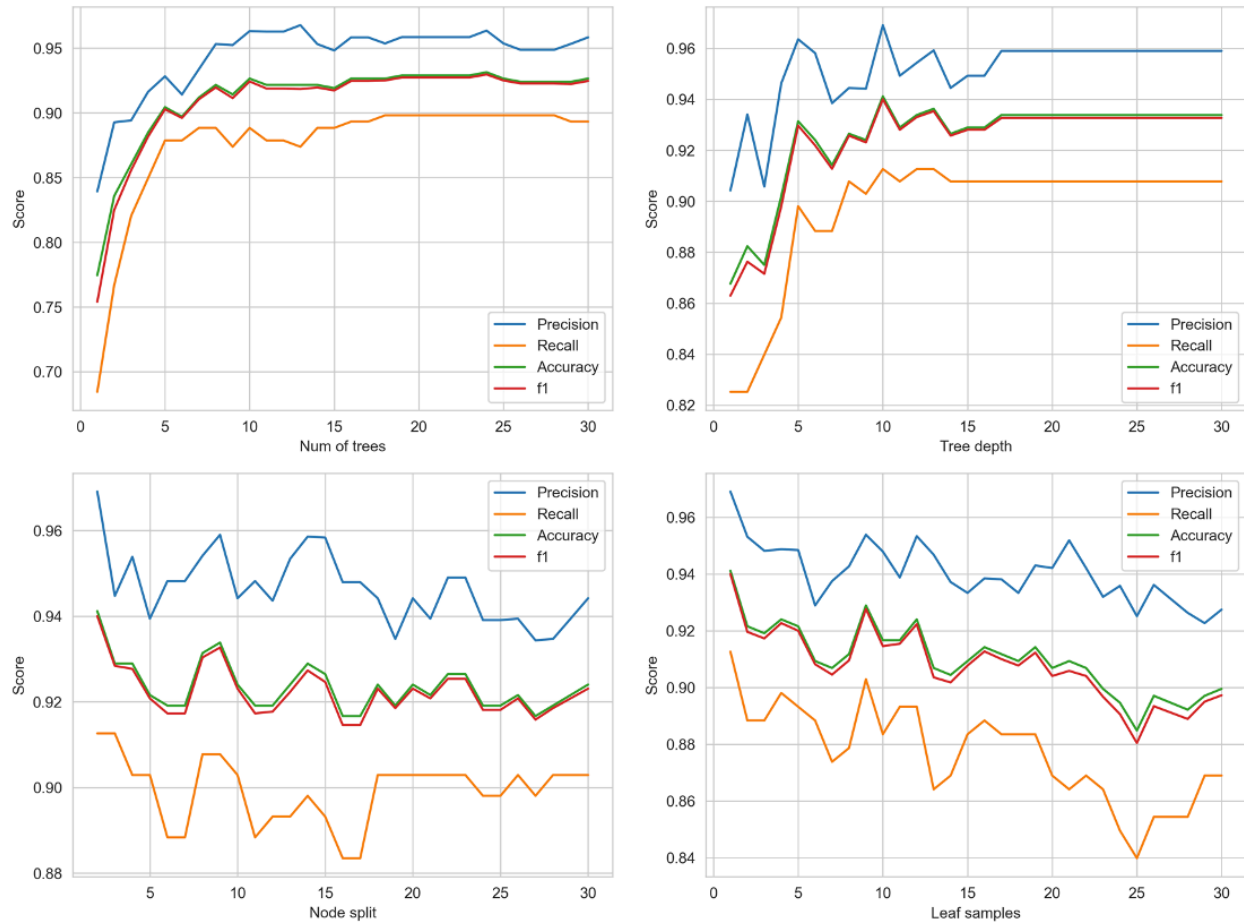 0.95
0.90
0.85
0.80
0.75
0.70
Score
0 5 10 15 20 25 30
Num of trees
Precision
Recall
Accuracy
f1
0.96
0.94
0.92
0.90
0.88
0.86
0.84
0.82
Score
0 5 10 15 20 25 30
Tree depth
Precision
Recall
Accuracy
f1
0.96
0.94
0.92
0.90
0.88
Score
5 10 15 20 25 30
Node split
Precision
Recall
Accuracy
f1
0.96
0.94
0.92
0.90
0.88
0.86
0.84
Score
0 5 10 15 20 25 30
Leaf samples
Precision
Recall
Accuracy
f1